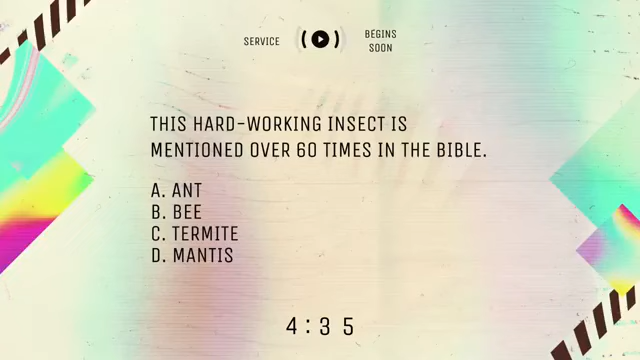 SERVICE
BEGINS
SOON
THIS HARD-WORKING INSECT IS
MENTIONED OVER 60 TIMES IN THE BIBLE.
A. ANT
B. BEE
C. TERMITE
D. MANTIS
4:35